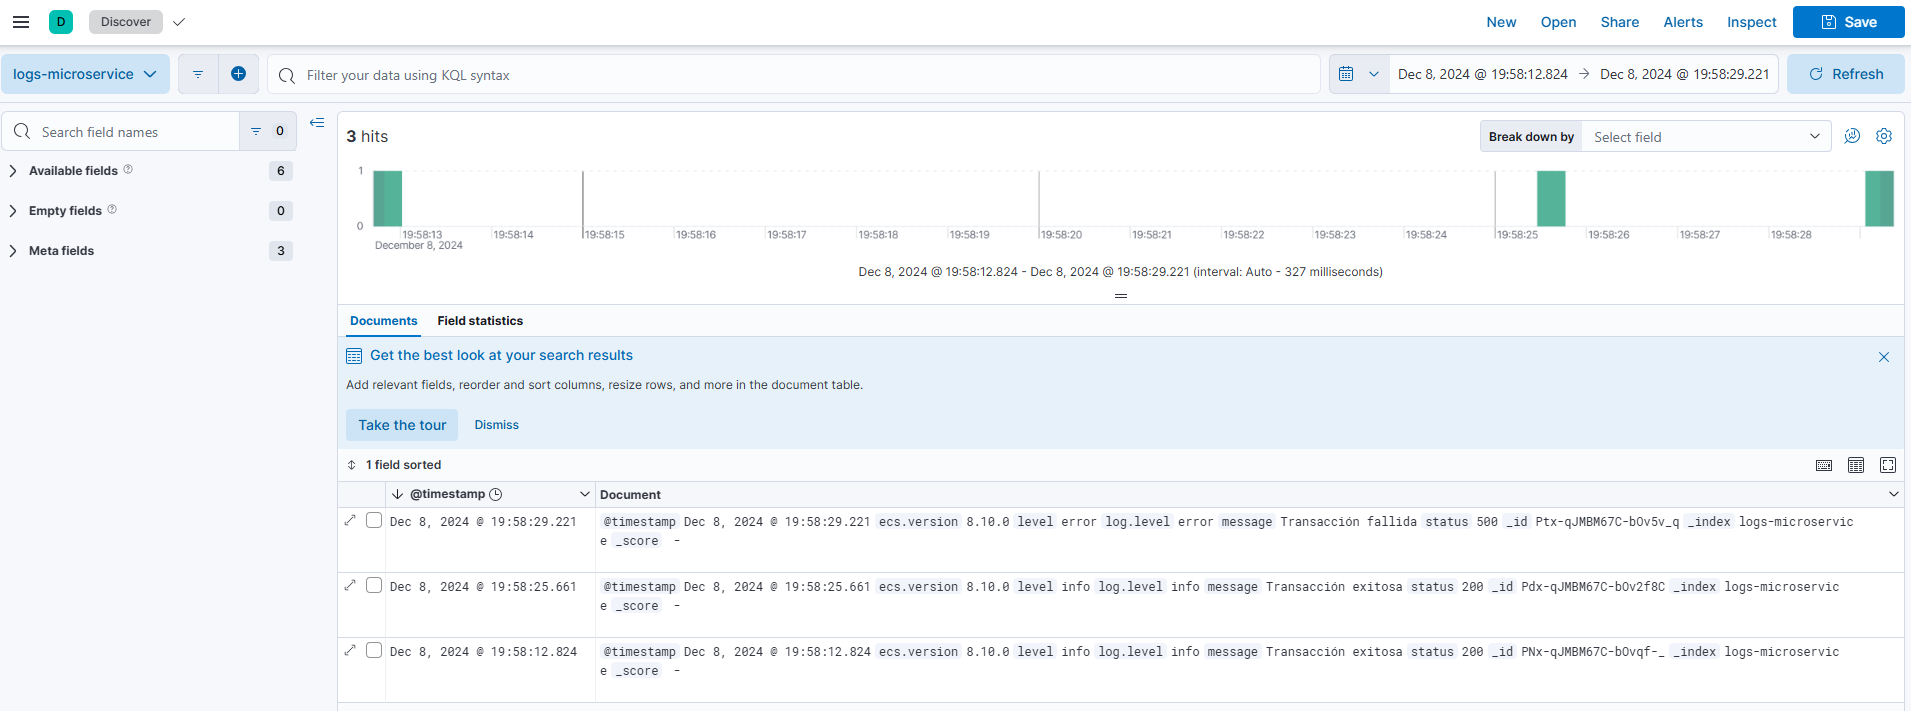 D Discover New Open Share Alerts Inspect Save
logs-microservice Filter your data using KQL syntax Dec 8, 2024 @ 19:58:12.824 → Dec 8, 2024 @ 19:58:29.221 Refresh
Search field names 0
Available fields 6
Empty fields 0
Meta fields 3
3 hits Break down by Select field
1
0
19:58:13 19:58:14 19:58:15 19:58:16 19:58:17 19:58:18 19:58:19 19:58:20 19:58:21 19:58:22 19:58:23 19:58:24 19:58:25 19:58:26 19:58:27 19:58:28
December 8, 2024
Dec 8, 2024 @ 19:58:12.824 - Dec 8, 2024 @ 19:58:29.221 (interval: Auto - 327 milliseconds)
Documents Field statistics
Get the best look at your search results
Add relevant fields, reorder and sort columns, resize rows, and more in the document table.
Take the tour Dismiss
1 field sorted
@timestamp Document
Dec 8, 2024 @ 19:58:29.221 @timestamp Dec 8, 2024 @ 19:58:29.221 ecs.version 8.10.0 level error log.level error message Transacción fallida status 500 _id Ptx-qJMBM67C-bOv5v_q _index logs-microservic
e _score -
Dec 8, 2024 @ 19:58:25.661 @timestamp Dec 8, 2024 @ 19:58:25.661 ecs.version 8.10.0 level info log.level info message Transacción exitosa status 200 _id Pdx-qJMBM67C-bOv2f8C _index logs-microservic
e _score -
Dec 8, 2024 @ 19:58:12.824 @timestamp Dec 8, 2024 @ 19:58:12.824 ecs.version 8.10.0 level info log.level info message Transacción exitosa status 200 _id PNx-qJMBM67C-bOvqf-_ _index logs-microservic
e _score -